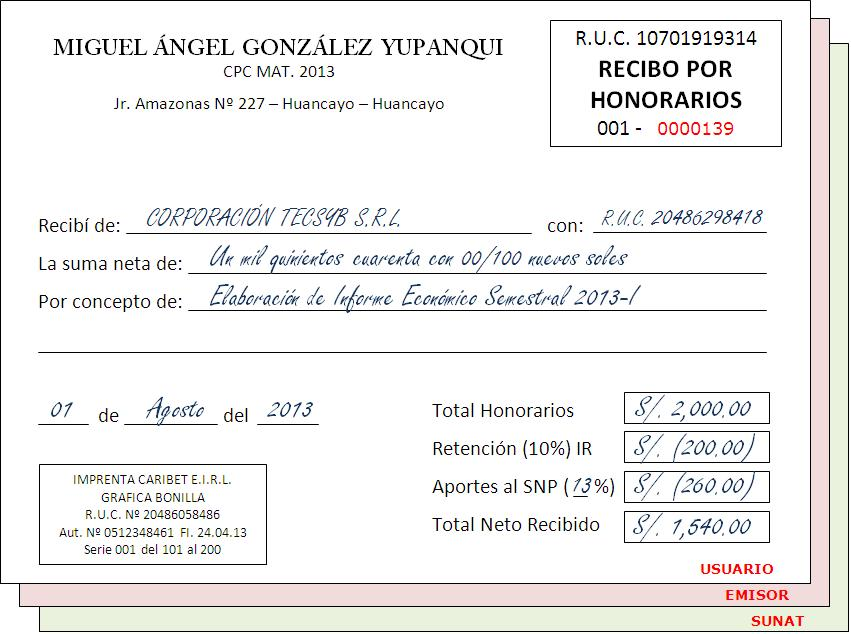 MIGUEL ÁNGEL GONZÁLEZ YUPANQUI
CPC MAT. 2013
Jr. Amazonas Nº 227 – Huancayo – Huancayo
R.U.C. 10701919314
RECIBO POR
HONORARIOS
001 - 0000139
Recibí de: CORPORACIÓN TECSYB S.R.L. con: R.U.C. 20486298418
La suma neta de: Un mil quinientos cuarenta con 00/100 nuevos soles
Por concepto de: Elaboración de Informe Económico Semestral 2013-I
01 de Agosto del 2013
Total Honorarios S/. 2,000.00
Retención (10%) IR S/. (200.00)
Aportes al SNP (13%) S/. (260.00)
Total Neto Recibido S/. 1,540.00
IMPRENTA CARIBET E.I.R.L.
GRAFICA BONILLA
R.U.C. Nº 20486058486
Aut. Nº 0512348461 FI. 24.04.13
Serie 001 del 101 al 200
USUARIO
EMISOR
SUNAT